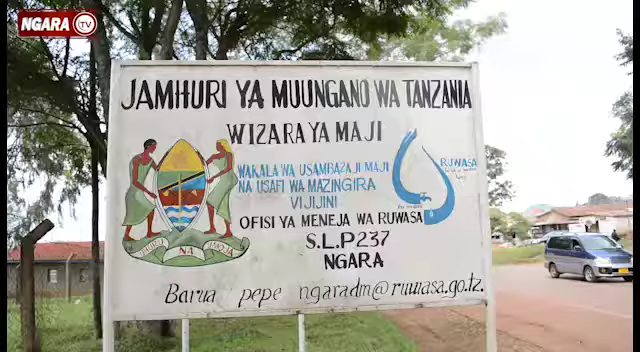 NGARA TV
JAMHURI YA MUUNGANO WA TANZANIA
WIZARA YA MAJI
WAKALA WA USAMBAZAJI MAJI
NA USAFI WA MAZINGIRA
VIJIJINI
RUWASA
OFISI YA MENEJA WA RUWASA
S.L.P 237
NGARA
UHURU NA UMOJA
Barua pepe ngaradm@ruwasa.go.tz.